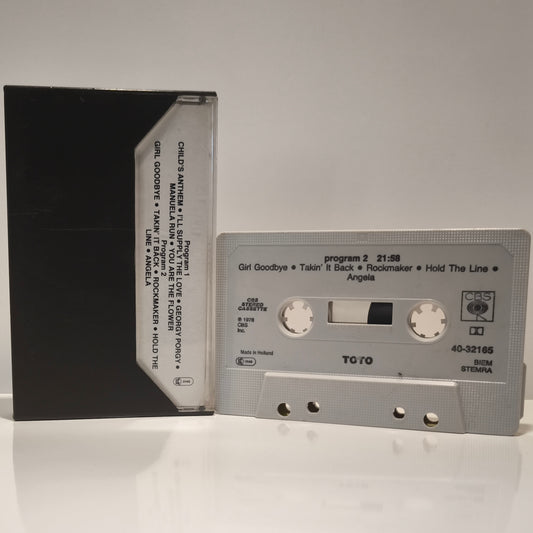 Program 1
CHILD'S ANTHEM • I'LL SUPPLY THE LOVE • GEORGY PORGY •
MANUELA RUN • YOU ARE THE FLOWER
Program 2
GIRL GOODBYE • TAKIN' IT BACK • ROCKMAKER • HOLD THE
LINE • ANGELA
program 2 21:58
Girl Goodbye • Takin' It Back • Rockmaker • Hold The Line •
Angela
CBS
STEREO
CASSETTE
℗ 1978
CBS
Inc.
CBS
40-32165
Made in Holland
TOTO
BIEM
STEMRA